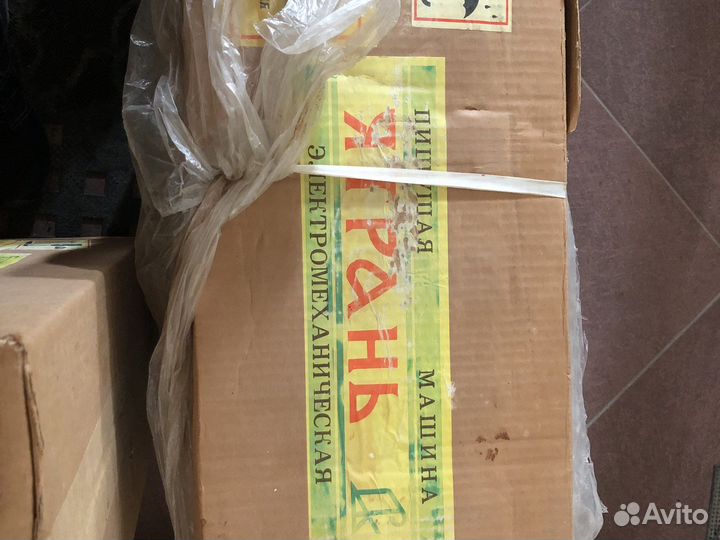 ПИШУЩАЯ МАШИНА
ЯТРАНЬ
ЭЛЕКТРОМЕХАНИЧЕСКАЯ
Avito